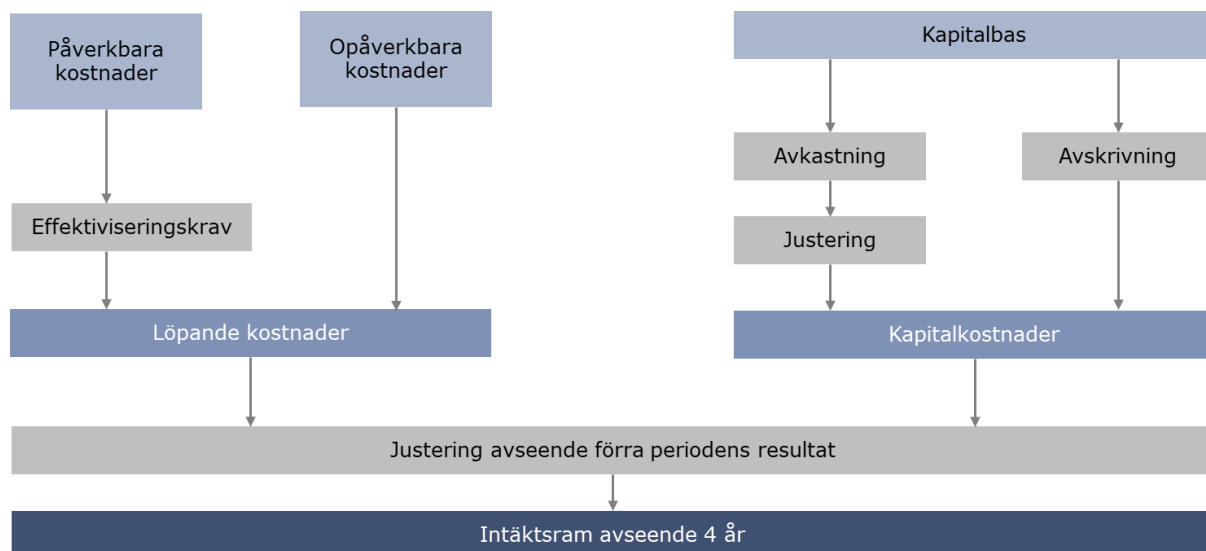 Påverkbara
kostnader
Opåverkbara
kostnader
Kapitalbas
Avkastning
Avskrivning
Effektiviseringskrav
Justering
Löpande kostnader
Kapitalkostnader
Justering avseende förra periodens resultat
Intäktsram avseende 4 år